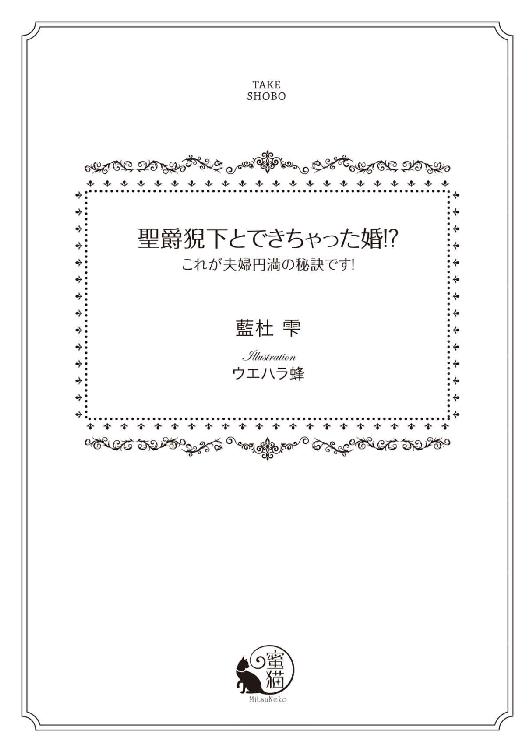 TAKE
SHOBO
聖爵猊下とできちゃった婚!?
これが夫婦円満の秘訣です!
藍杜 雫
Illustration
ウエハラ蜂
蜜猫
MitsuNeko